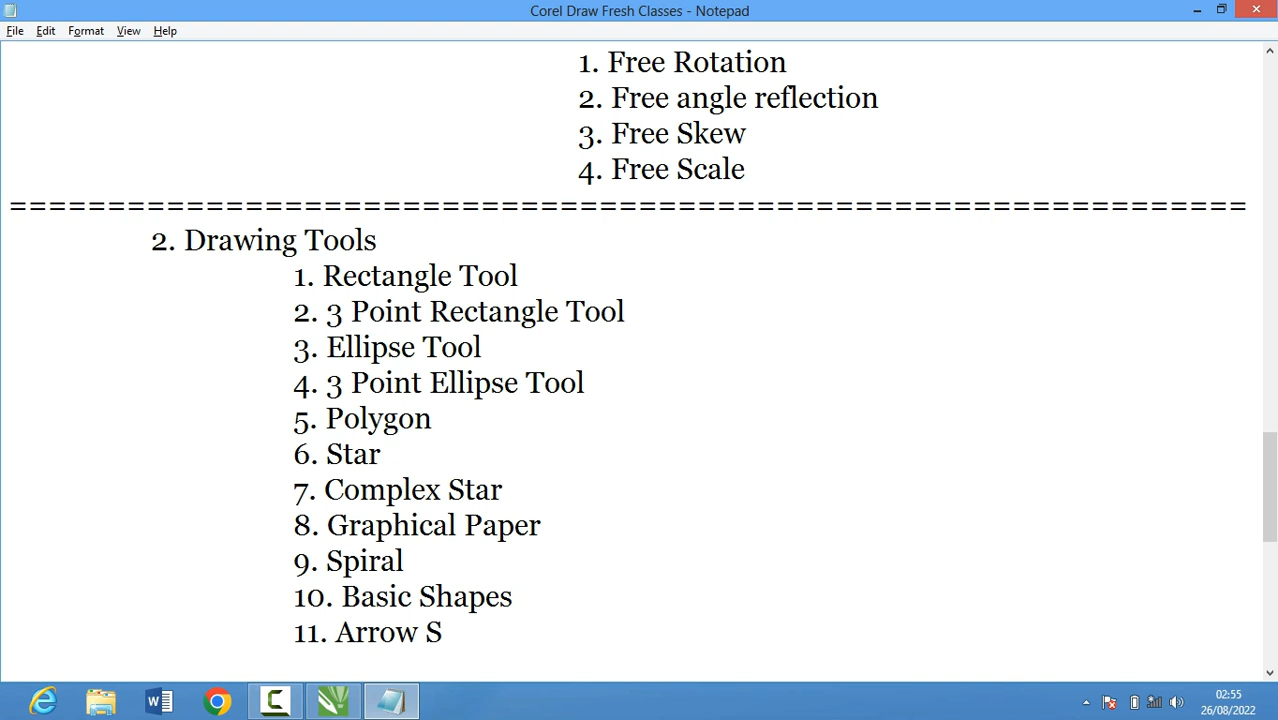 Corel Draw Fresh Classes - Notepad
File Edit Format View Help
1. Free Rotation
2. Free angle reflection
3. Free Skew
4. Free Scale
===============================================================
2. Drawing Tools
1. Rectangle Tool
2. 3 Point Rectangle Tool
3. Ellipse Tool
4. 3 Point Ellipse Tool
5. Polygon
6. Star
7. Complex Star
8. Graphical Paper
9. Spiral
10. Basic Shapes
11. Arrow S
02:55
26/08/2022